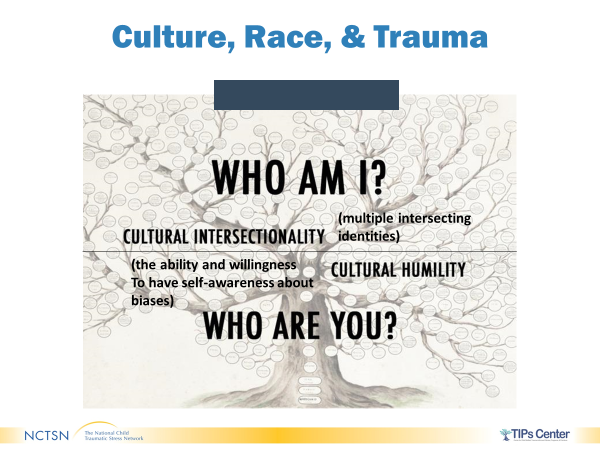 Culture, Race, & Trauma
WHO AM I?
(multiple intersecting
identities)
CULTURAL INTERSECTIONALITY
(the ability and willingness
To have self-awareness about
biases)
CULTURAL HUMILITY
WHO ARE YOU?
NCTSN
The National Child
Traumatic Stress Network
TIPs Center